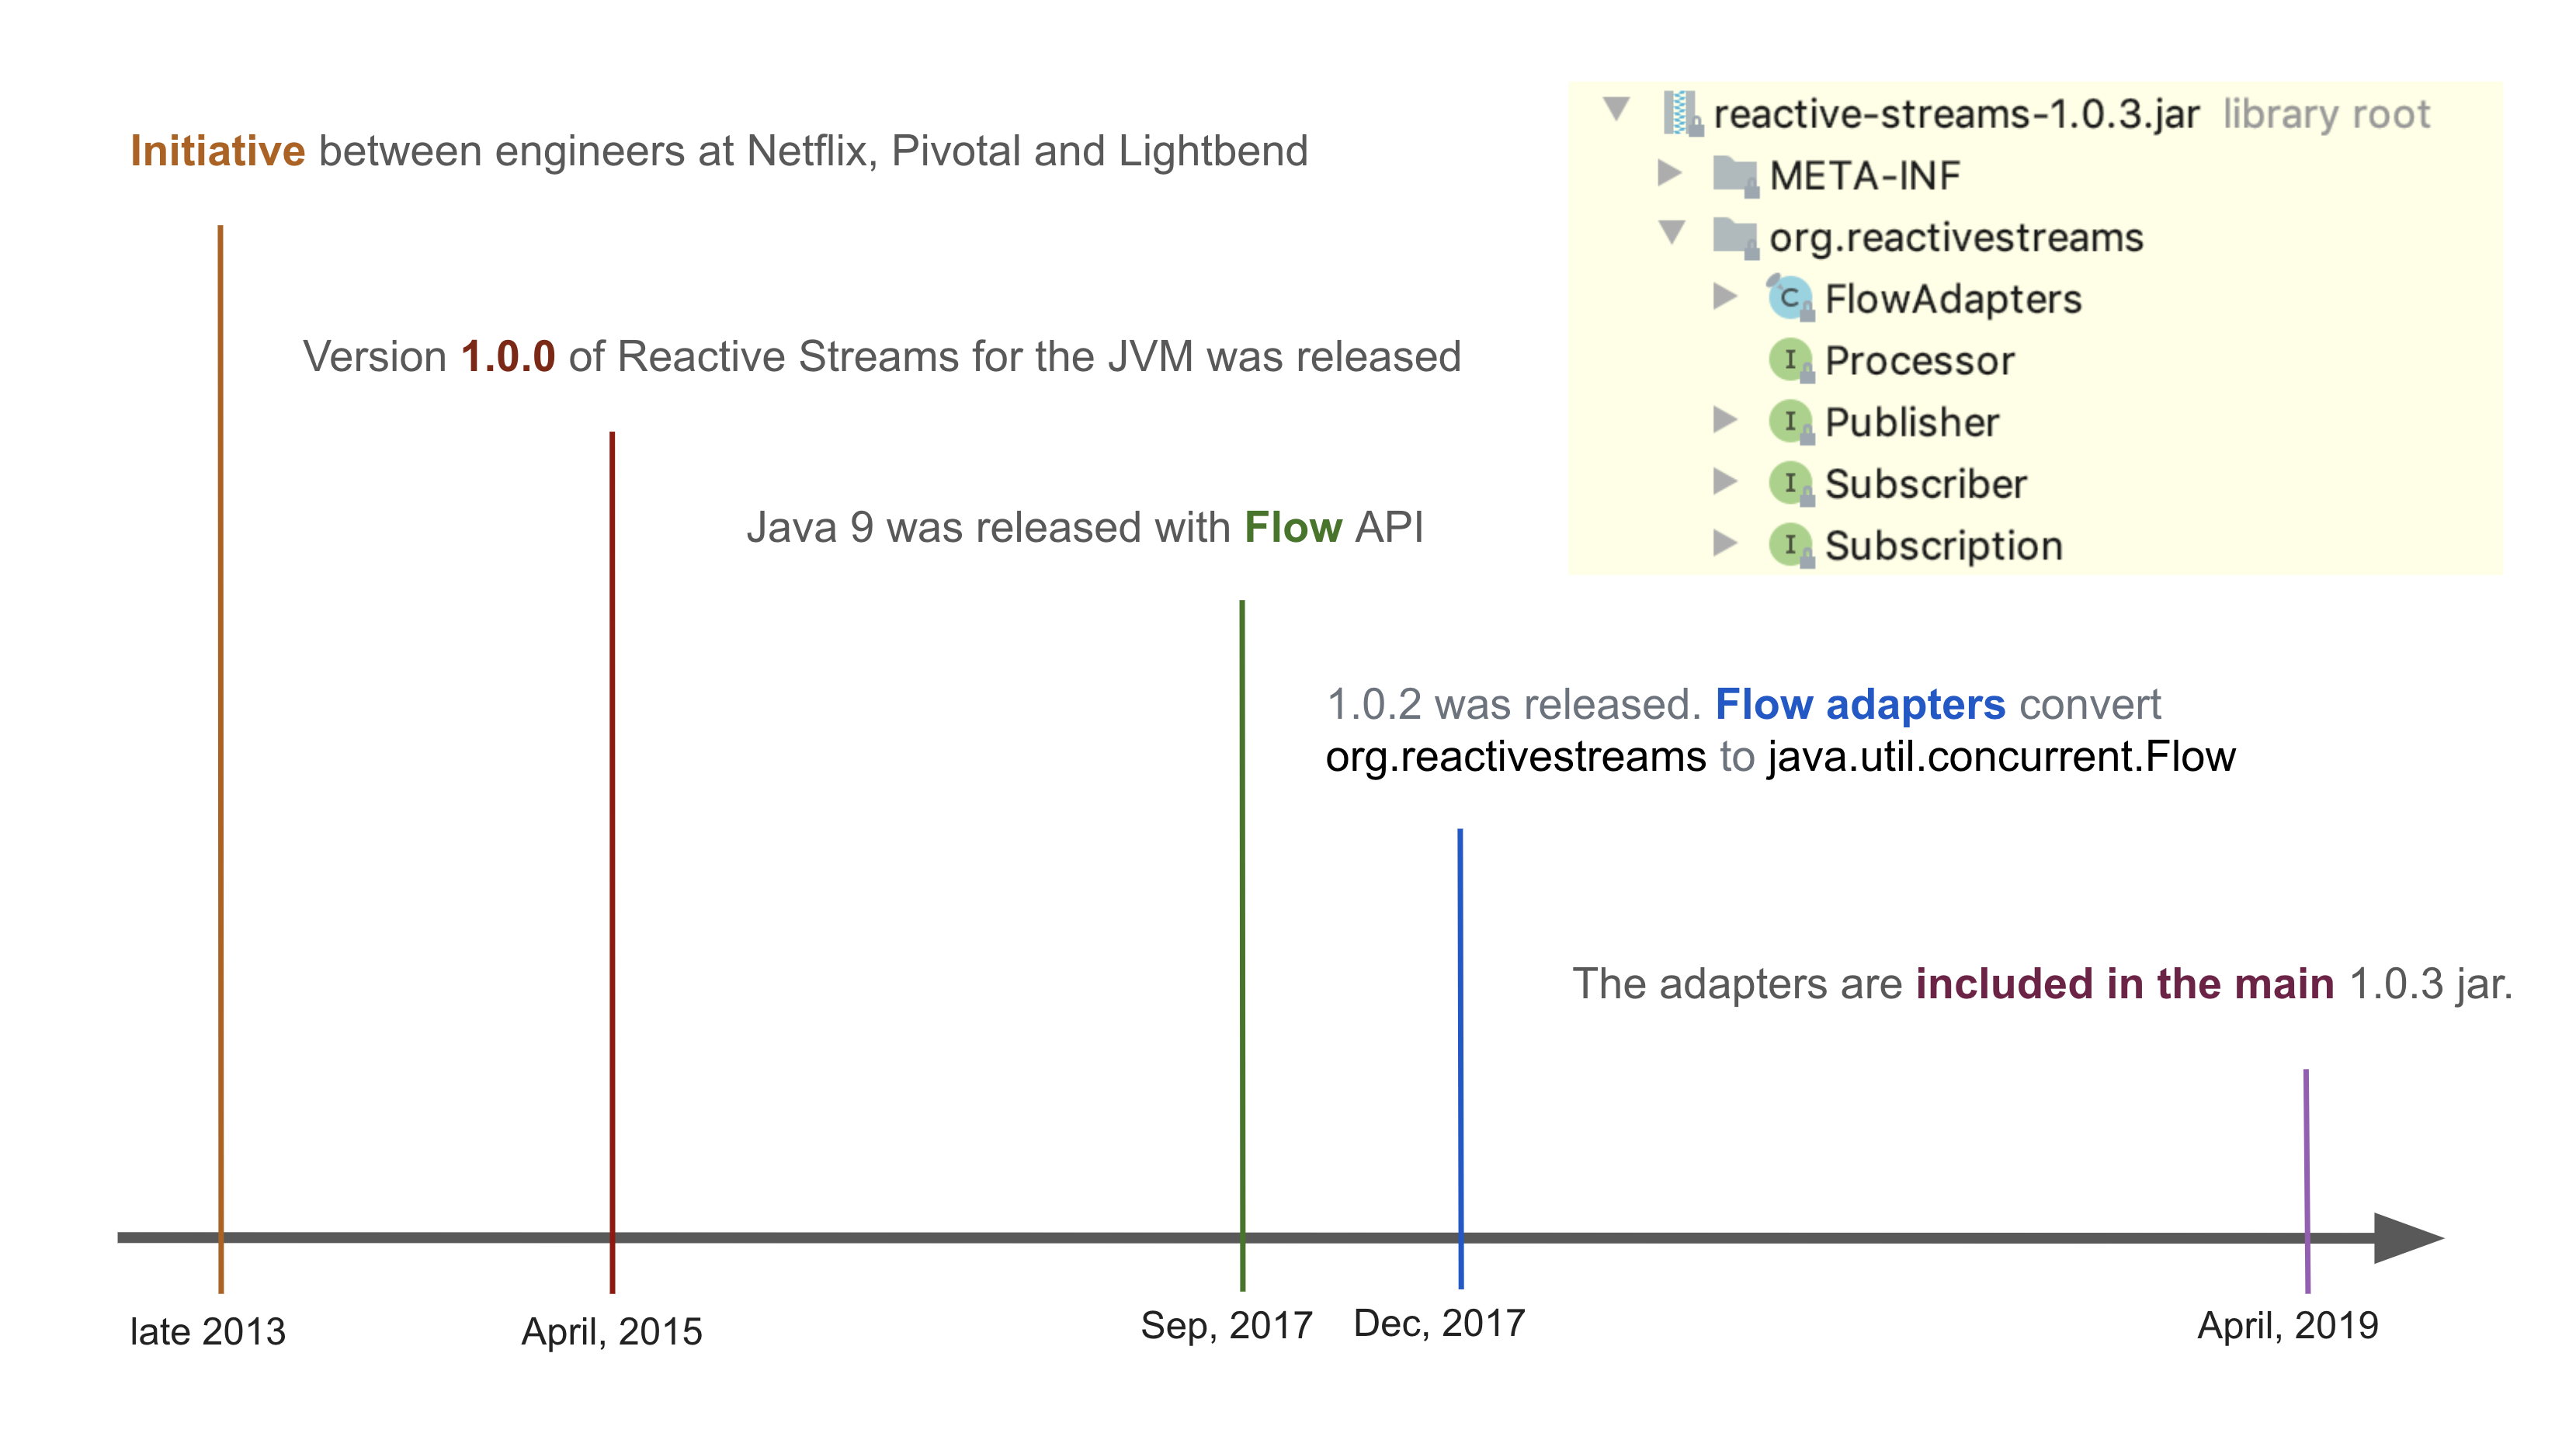 Initiative between engineers at Netflix, Pivotal and Lightbend
Version 1.0.0 of Reactive Streams for the JVM was released
Java 9 was released with Flow API
reactive-streams-1.0.3.jar library root
META-INF
org.reactivestreams
C FlowAdapters
I Processor
I Publisher
I Subscriber
I Subscription
1.0.2 was released. Flow adapters convert
org.reactivestreams to java.util.concurrent.Flow
The adapters are included in the main 1.0.3 jar.
late 2013
April, 2015
Sep, 2017
Dec, 2017
April, 2019